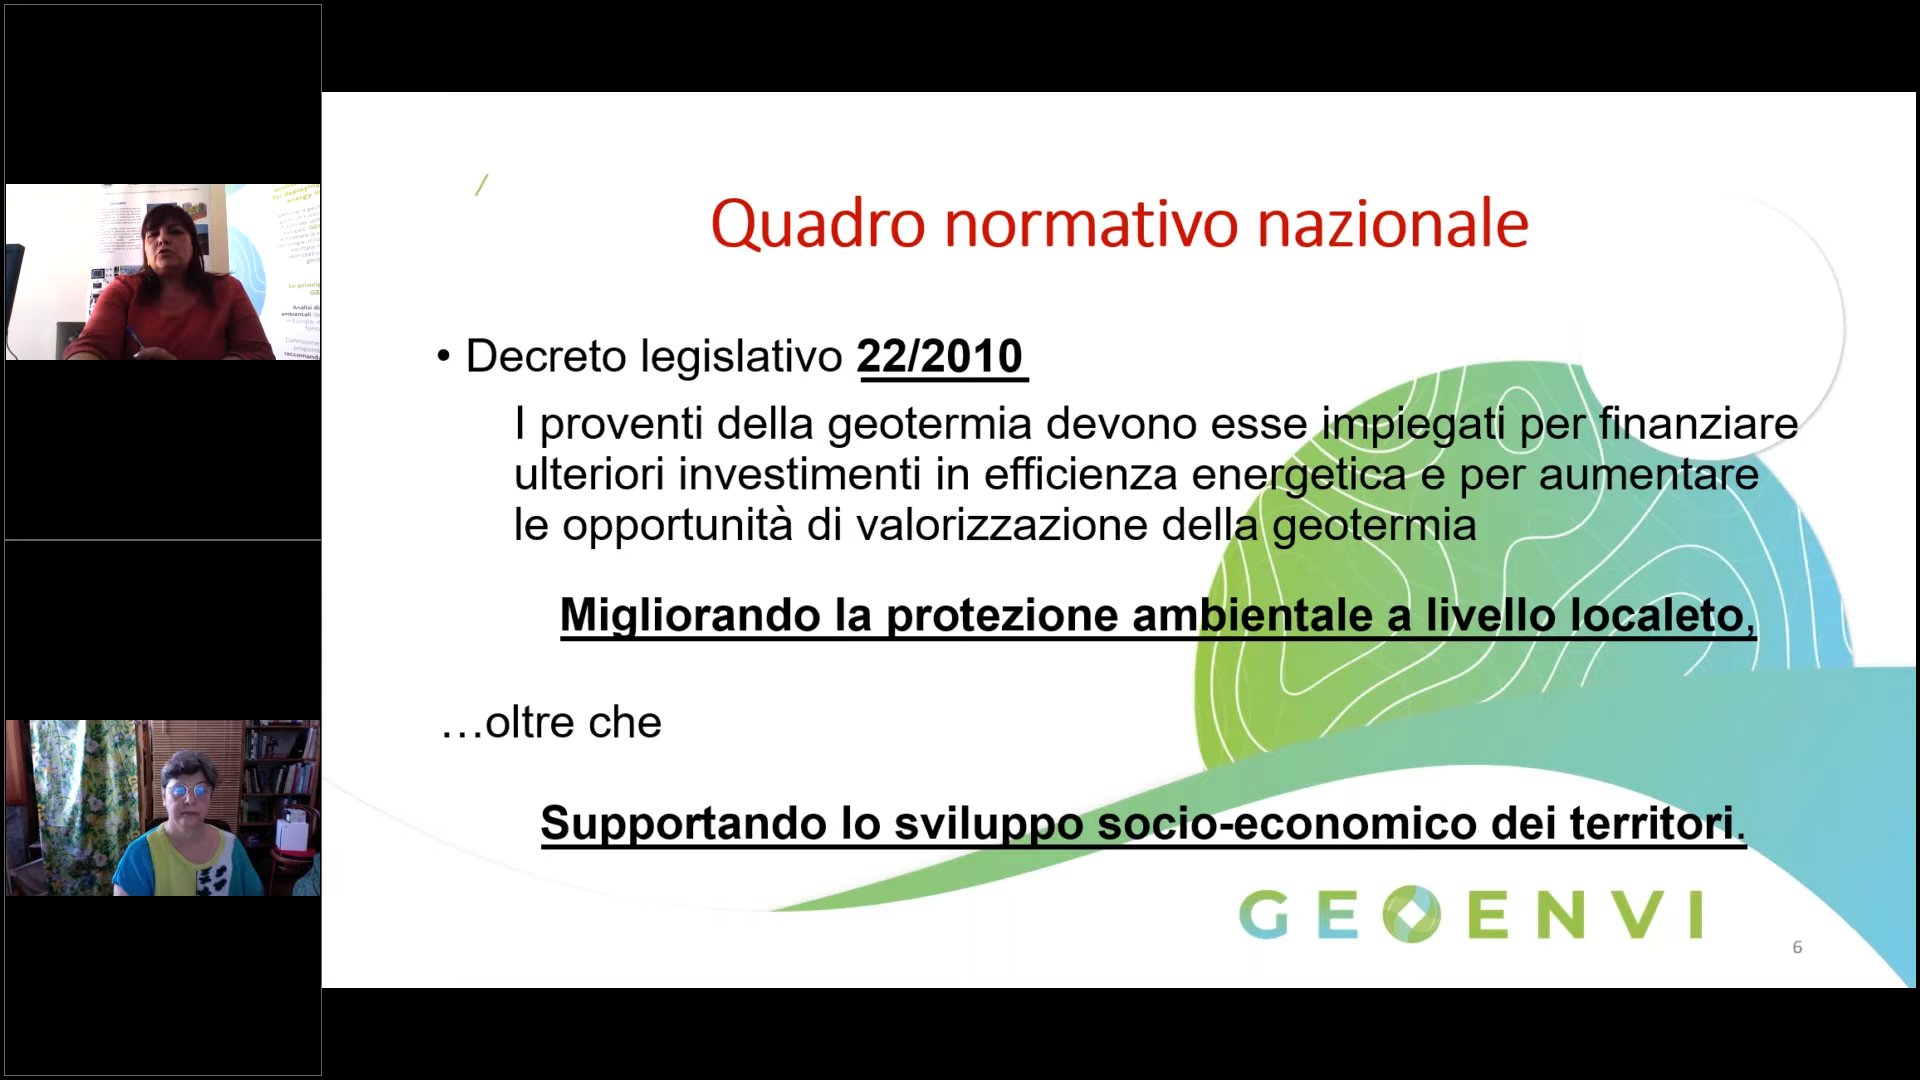 /
Quadro normativo nazionale
• Decreto legislativo 22/2010
I proventi della geotermia devono esse impiegati per finanziare
ulteriori investimenti in efficienza energetica e per aumentare
le opportunità di valorizzazione della geotermia
Migliorando la protezione ambientale a livello localeto,
…oltre che
Supportando lo sviluppo socio-economico dei territori.
GEOENVI
6